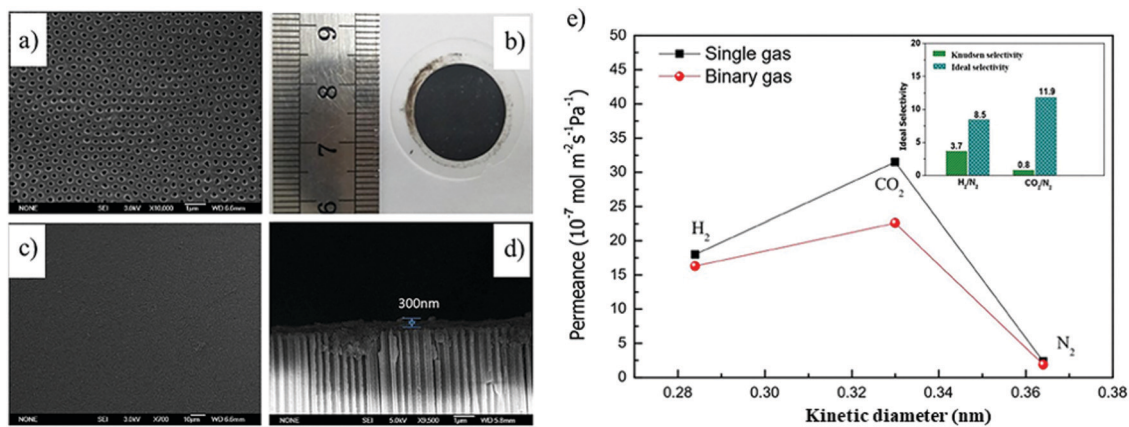 a)
NONE SEI 3.0kV X10,000 1μm WD 6.6mm
b)
9
8
7
6
c)
NONE SEI 3.0kV X700 10μm WD 6.6mm
d)
300nm
NONE SEI 5.0kV X9,500 1μm WD 5.8mm
e)
Permeance (10⁻⁷ mol m⁻²s⁻¹Pa⁻¹)
50
45
40
35
30
25
20
15
10
5
0
Single gas
Binary gas
H₂
CO₂
N₂
0.28 0.30 0.32 0.34 0.36 0.38
Kinetic diameter (nm)
Ideal Selectivity
20
15
10
5
0
Knudsen selectivity
Ideal selectivity
3.7
8.5
0.8
11.9
H₂/N₂ CO₂/N₂